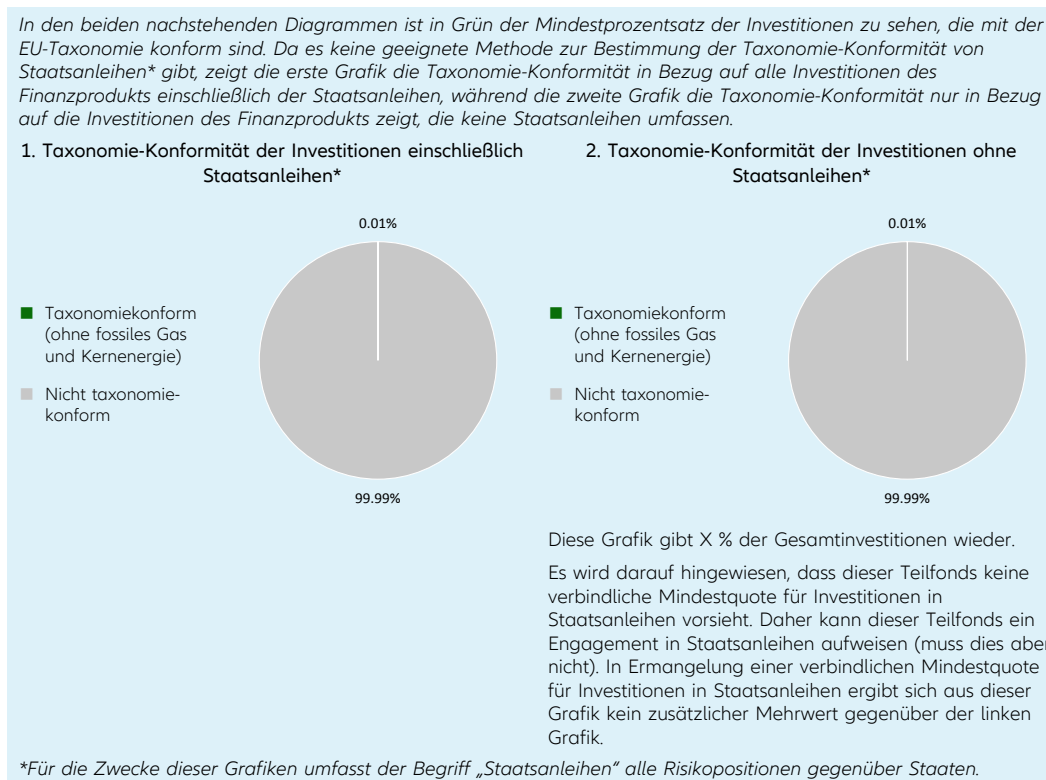 In den beiden nachstehenden Diagrammen ist in Grün der Mindestprozentsatz der Investitionen zu sehen, die mit der
EU-Taxonomie konform sind. Da es keine geeignete Methode zur Bestimmung der Taxonomie-Konformität von
Staatsanleihen* gibt, zeigt die erste Grafik die Taxonomie-Konformität in Bezug auf alle Investitionen des
Finanzprodukts einschließlich der Staatsanleihen, während die zweite Grafik die Taxonomie-Konformität nur in Bezug
auf die Investitionen des Finanzprodukts zeigt, die keine Staatsanleihen umfassen.
1. Taxonomie-Konformität der Investitionen einschließlich
Staatsanleihen*
0.01%
Taxonomiekonform
(ohne fossiles Gas
und Kernenergie)
Nicht taxonomie-
konform
99.99%
2. Taxonomie-Konformität der Investitionen ohne
Staatsanleihen*
0.01%
Taxonomiekonform
(ohne fossiles Gas
und Kernenergie)
Nicht taxonomie-
konform
99.99%
Diese Grafik gibt X % der Gesamtinvestitionen wieder.
Es wird darauf hingewiesen, dass dieser Teilfonds keine
verbindliche Mindestquote für Investitionen in
Staatsanleihen vorsieht. Daher kann dieser Teilfonds ein
Engagement in Staatsanleihen aufweisen (muss dies aber
nicht). In Ermangelung einer verbindlichen Mindestquote
für Investitionen in Staatsanleihen ergibt sich aus dieser
Grafik kein zusätzlicher Mehrwert gegenüber der linken
Grafik.
*Für die Zwecke dieser Grafiken umfasst der Begriff „Staatsanleihen“ alle Risikopositionen gegenüber Staaten.